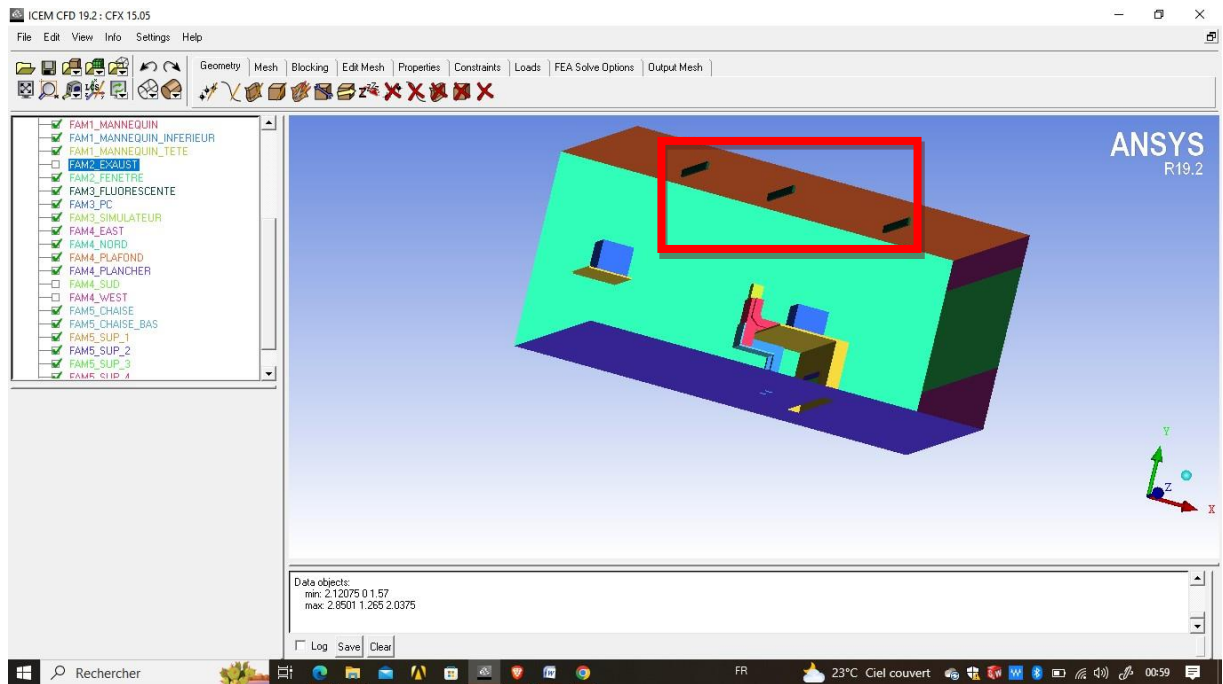 ICEM CFD 19.2 : CFX 15.05
File Edit View Info Settings Help
Geometry Mesh Blocking Edit Mesh Properties Constraints Loads FEA Solve Options Output Mesh
FAM1_MANNEQUIN
FAM1_MANNEQUIN_INFERIEUR
FAM1_MANNEQUIN_TETE
FAM2_EXAUST
FAM2_FENETRE
FAM3_FLUORESCENTE
FAM3_PC
FAM3_SIMULATEUR
FAM4_EAST
FAM4_NORD
FAM4_PLAFOND
FAM4_PLANCHER
FAM4_SUD
FAM4_WEST
FAM5_CHAISE
FAM5_CHAISE_BAS
FAM5_SUP_1
FAM5_SUP_2
FAM5_SUP_3
FAM5_SUP_4
ANSYS
R19.2
Y
Z
X
Data objects:
min: 2.12075 0 1.57
max: 2.8501 1.265 2.0375
Log Save Clear
Rechercher
FR
23°C Ciel couvert
00:59